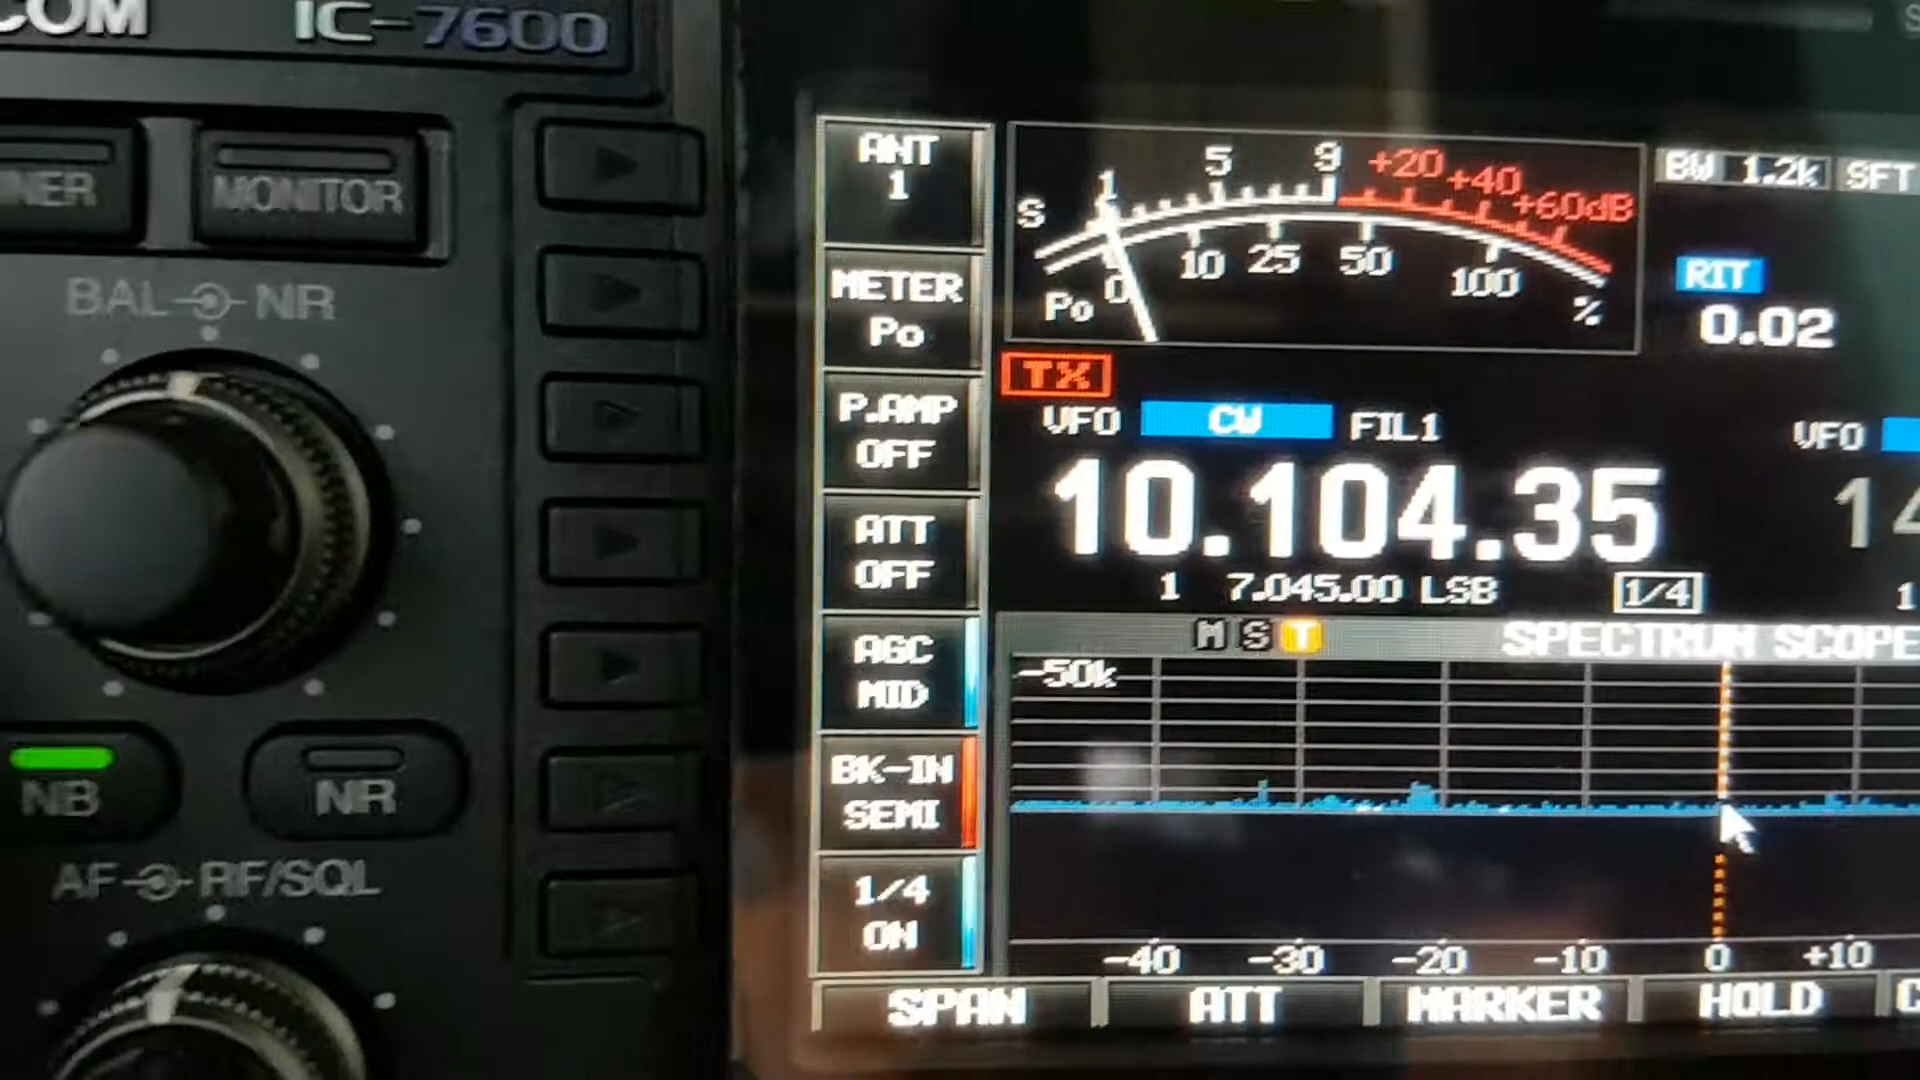 COM IC-7600
NER MONITOR
BAL NR
NB NR
AF RF/SQL
ANT
1
METER
Po
P.AMP
OFF
ATT
OFF
AGC
MID
BK-IN
SEMI
1/4
ON
S 1 5 9 +20 +40 +60dB
Po 0 10 25 50 100 %
BW 1.2k SFT
RIT
0.02
TX
VFO CW FIL1
VFO
10.104.35
14
1 7.045.00 LSB 1/4
1
M S T SPECTRUM SCOPE
-50k
-40 -30 -20 -10 0 +10
SPAN ATT MARKER HOLD C